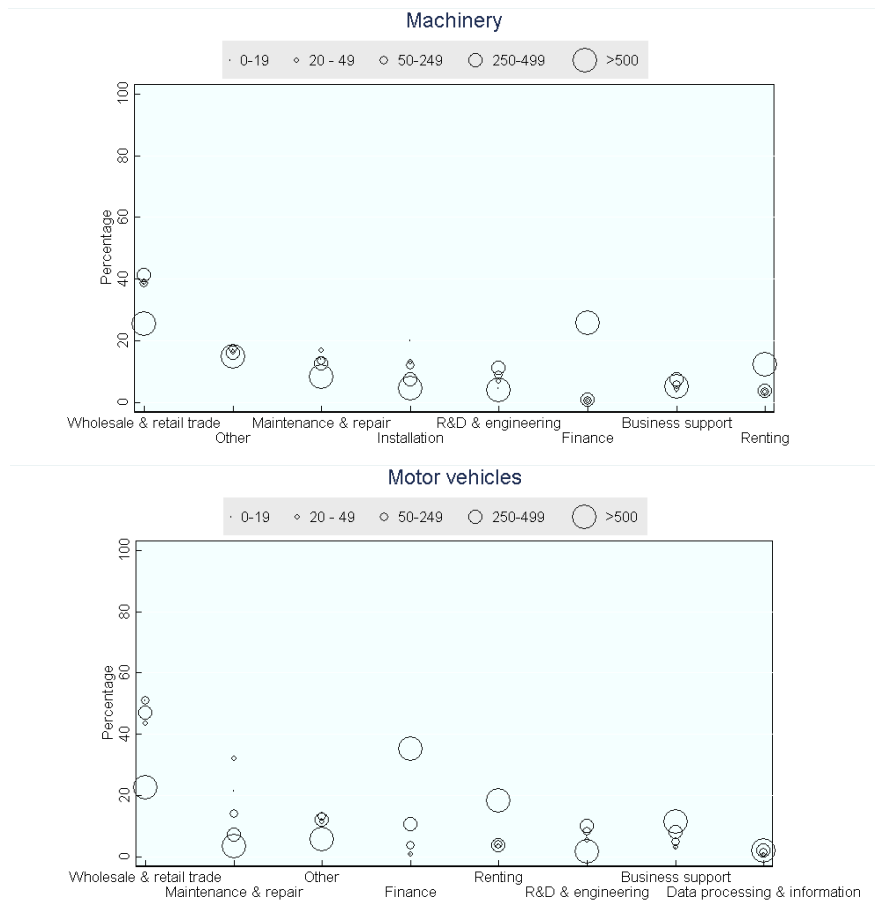 Machinery
0-19 20 - 49 50-249 250-499 >500
100
80
60
40
20
0
Percentage
Wholesale & retail trade Maintenance & repair R&D & engineering Business support
Other Installation Finance Renting
Motor vehicles
0-19 20 - 49 50-249 250-499 >500
100
80
60
40
20
0
Percentage
Wholesale & retail trade Other Renting Business support
Maintenance & repair Finance R&D & engineering Data processing & information